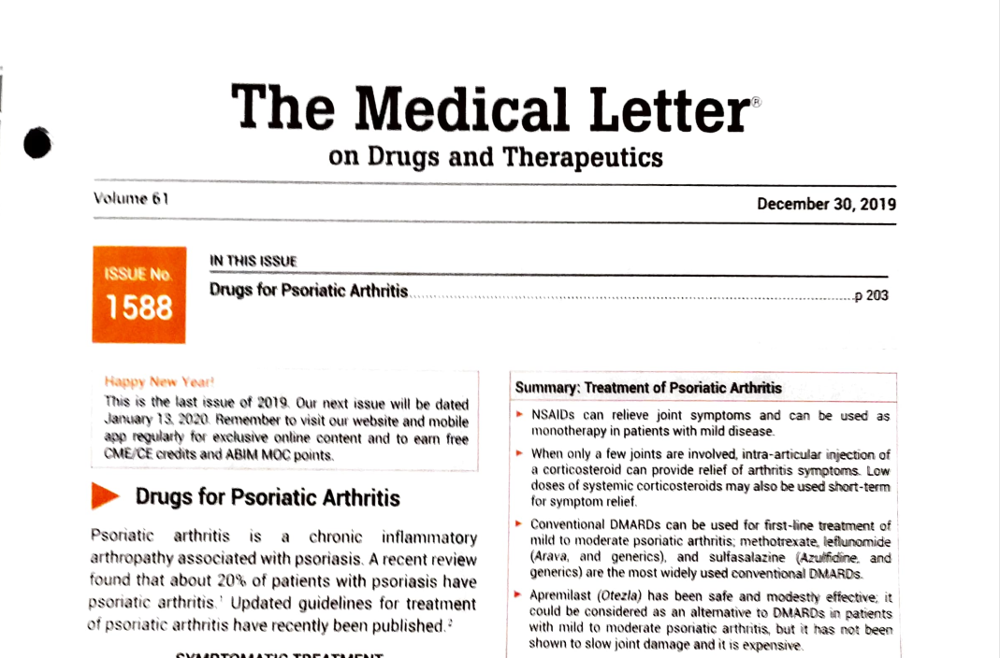 The Medical Letter®
on Drugs and Therapeutics
Volume 61
December 30, 2019
ISSUE No.
1588
IN THIS ISSUE
Drugs for Psoriatic Arthritis........p 203
Happy New Year!
This is the last issue of 2019. Our next issue will be dated
January 13, 2020. Remember to visit our website and mobile
app regularly for exclusive online content and to earn free
CME/CE credits and ABIM MOC points.
Drugs for Psoriatic Arthritis
Psoriatic arthritis is a chronic inflammatory
arthropathy associated with psoriasis. A recent review
found that about 20% of patients with psoriasis have
psoriatic arthritis.¹ Updated guidelines for treatment
of psoriatic arthritis have recently been published.²
SYMPTOMATIC TREATMENT
Summary: Treatment of Psoriatic Arthritis
NSAIDs can relieve joint symptoms and can be used as
monotherapy in patients with mild disease.
When only a few joints are involved, intra-articular injection of
a corticosteroid can provide relief of arthritis symptoms. Low
doses of systemic corticosteroids may also be used short-term
for symptom relief.
Conventional DMARDs can be used for first-line treatment of
mild to moderate psoriatic arthritis; methotrexate, leflunomide
(Arava, and generics), and sulfasalazine (Azulfidine, and
generics) are the most widely used conventional DMARDs.
Apremilast (Otezla) has been safe and modestly effective; it
could be considered as an alternative to DMARDs in patients
with mild to moderate psoriatic arthritis, but it has not been
shown to slow joint damage and it is expensive.